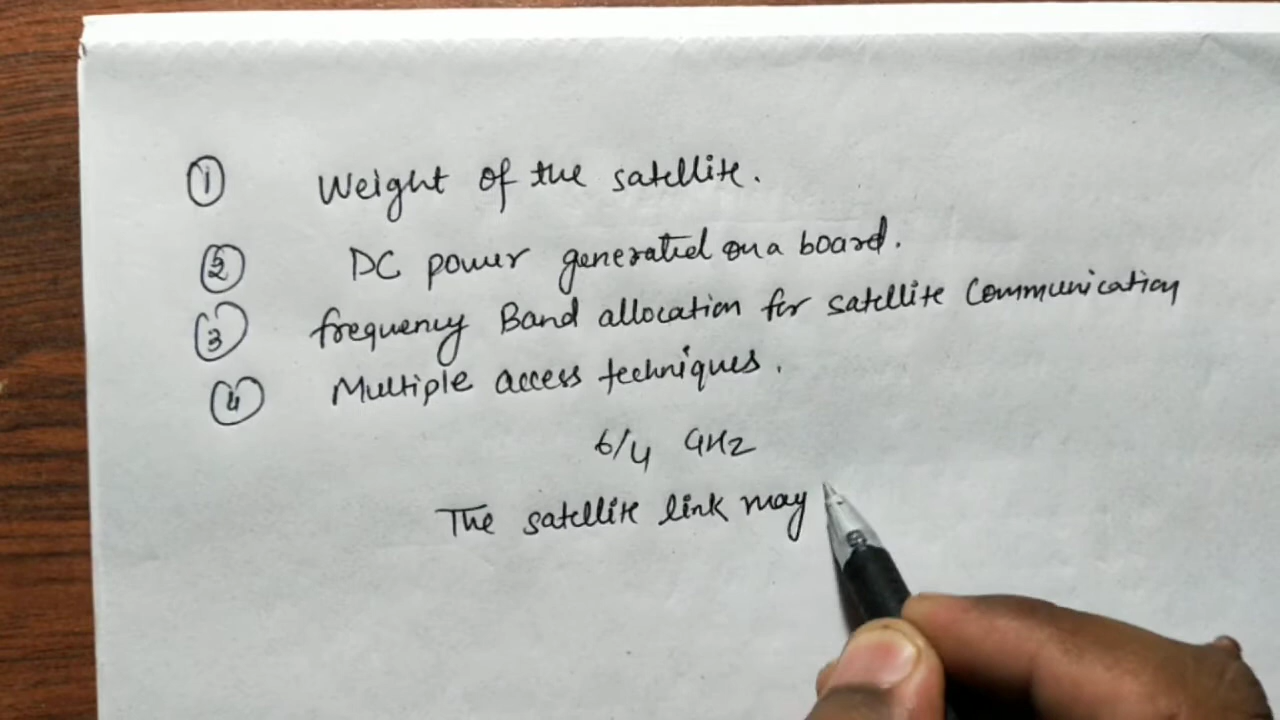 ① Weight of the satellite.
② DC power generated on a board.
③ frequency Band allocation for satellite Communication
④ Multiple access techniques.
6/4 GHz
The satellite link may